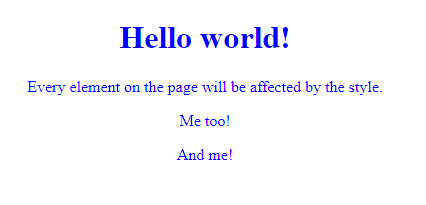 Hello world!
Every element on the page will be affected by the style.
Me too!
And me!